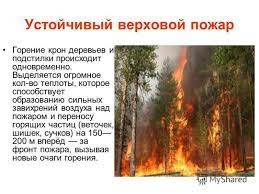 Устойчивый верховой пожар
• Горение крон деревьев и
подстилки происходит
одновременно.
Выделяется огромное
кол-во теплоты, которое
способствует
образованию сильных
завихрений воздуха над
пожаром и переносу
горящих частиц (веточек,
шишек, сучков) на 150—
200 м вперёд — за
фронт пожара, вызывая
новые очаги горения.
MyShared